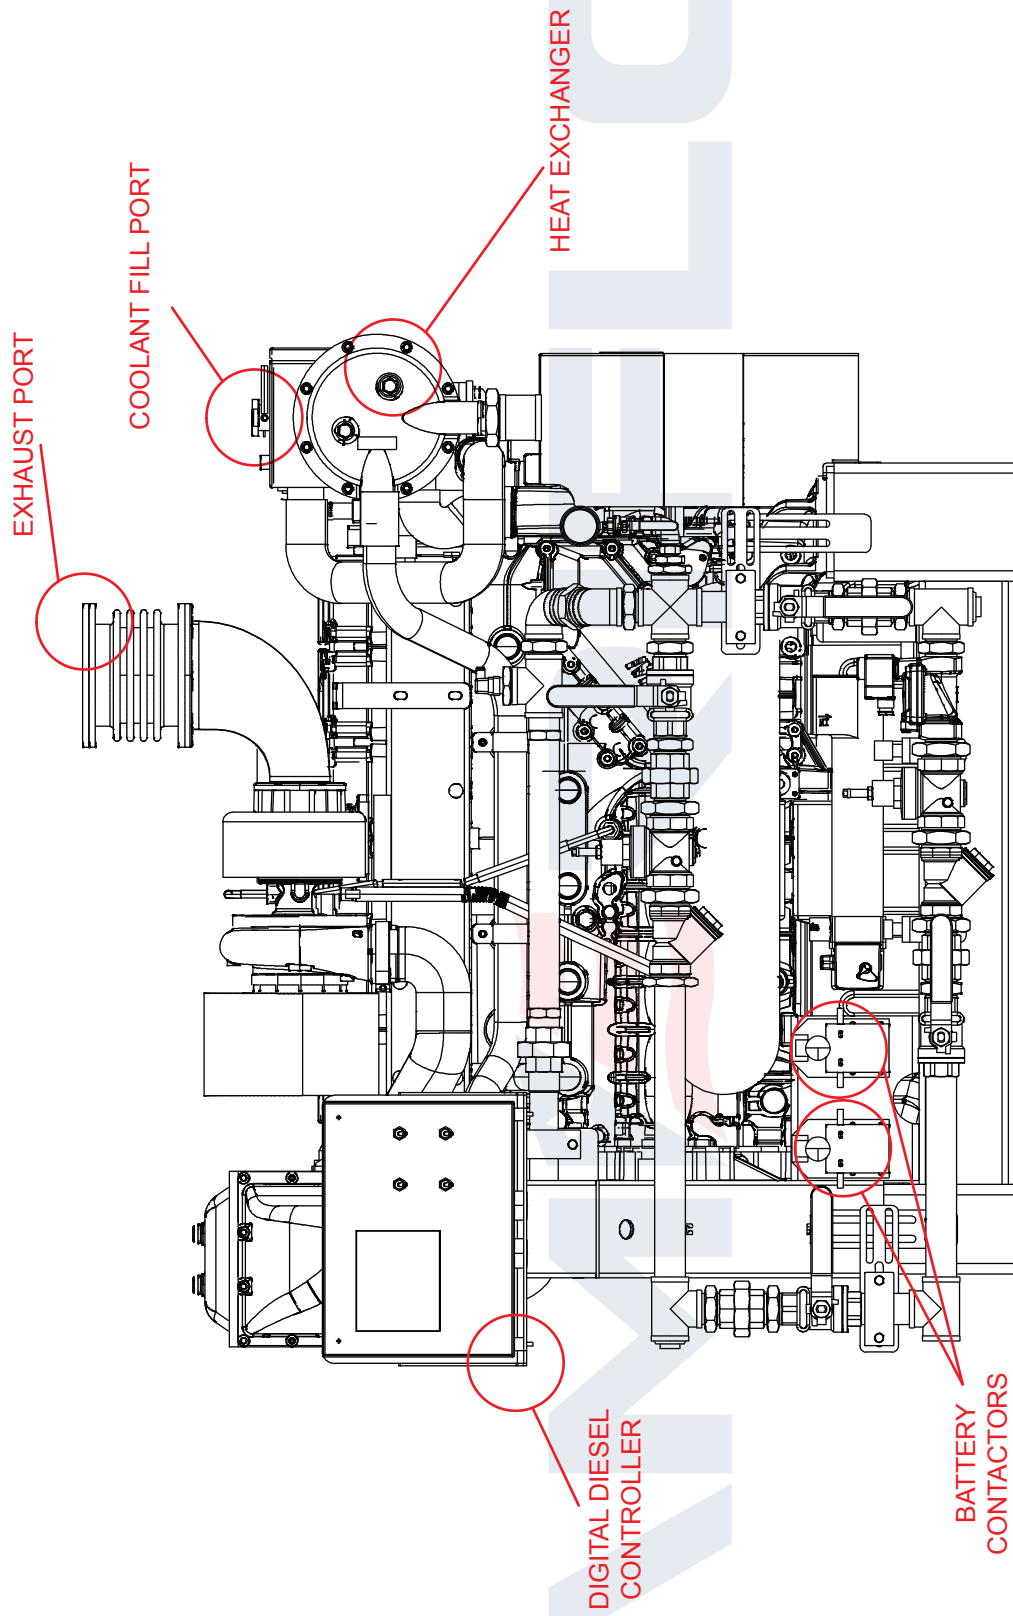 EXHAUST PORT
COOLANT FILL PORT
HEAT EXCHANGER
DIGITAL DIESEL
CONTROLLER
BATTERY
CONTACTORS